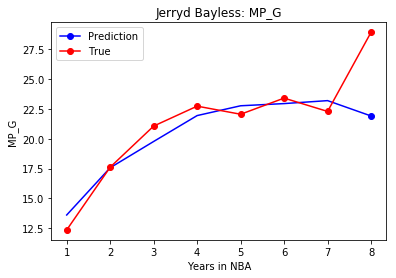 Jerryd Bayless: MP_G
Prediction
True
27.5
25.0
22.5
20.0
17.5
15.0
12.5
MP_G
1 2 3 4 5 6 7 8
Years in NBA